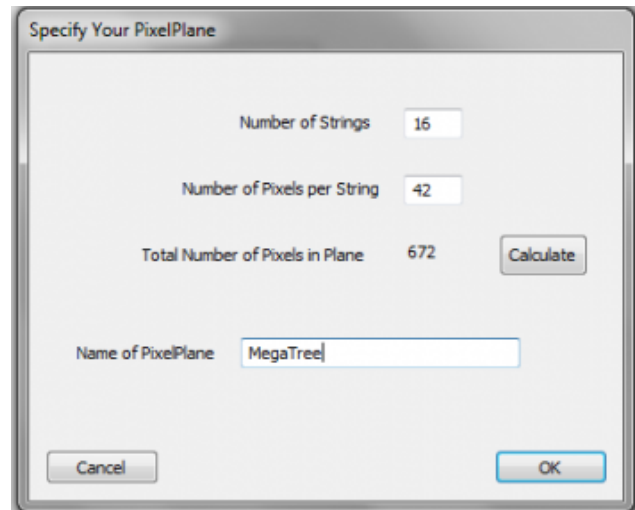 Specify Your PixelPlane
Number of Strings 16
Number of Pixels per String 42
Total Number of Pixels in Plane 672 Calculate
Name of PixelPlane MegaTree
Cancel OK